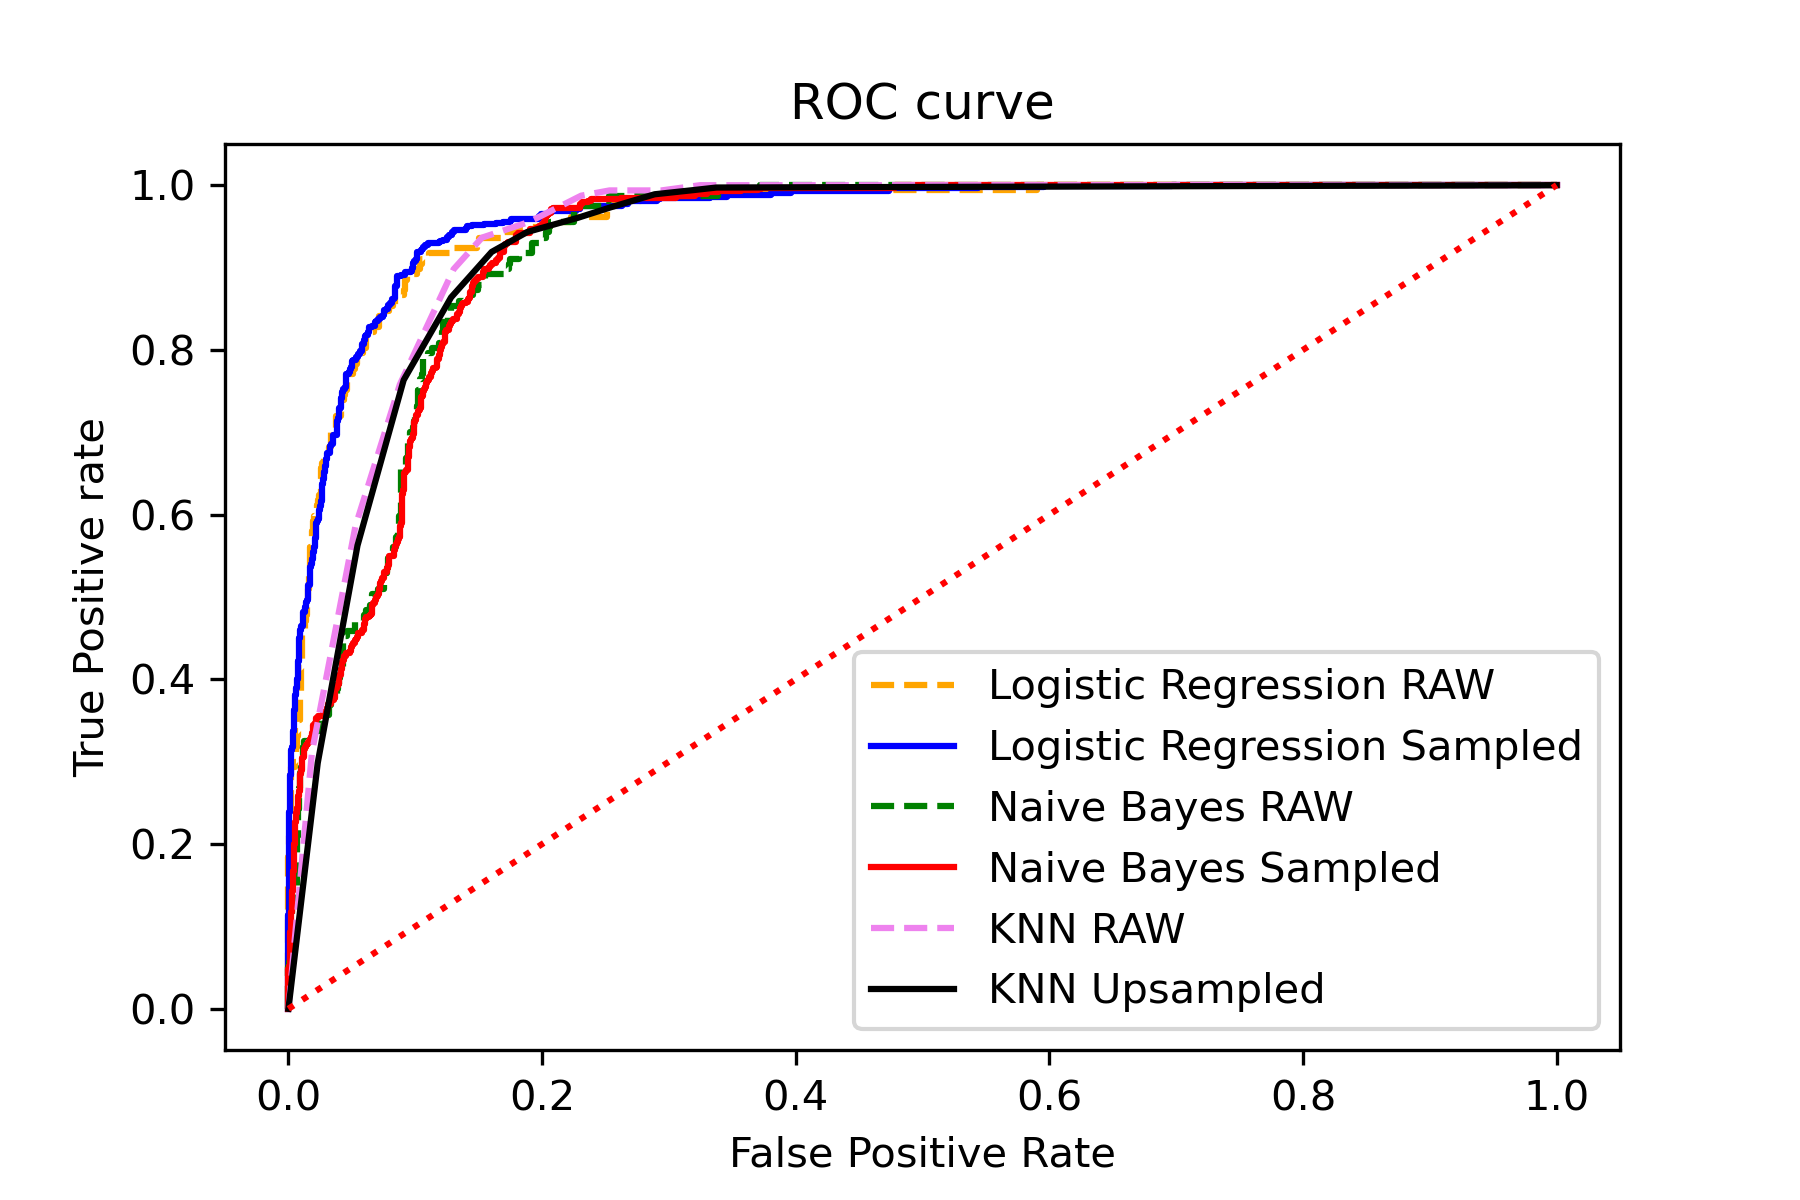 ROC curve
1.0
0.8
0.6
0.4
0.2
0.0
True Positive rate
0.0 0.2 0.4 0.6 0.8 1.0
False Positive Rate
Logistic Regression RAW
Logistic Regression Sampled
Naive Bayes RAW
Naive Bayes Sampled
KNN RAW
KNN Upsampled